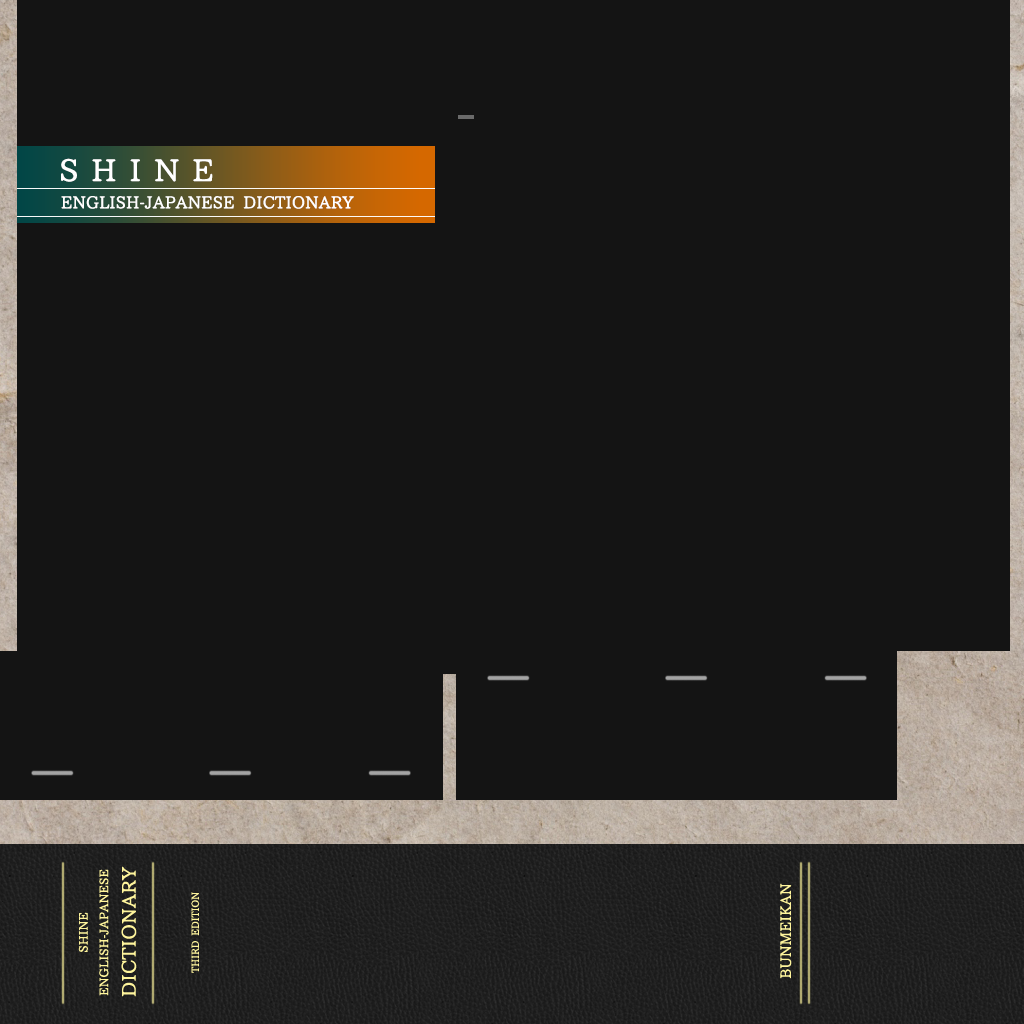 SHINE
ENGLISH-JAPANESE DICTIONARY
SHINE
ENGLISH-JAPANESE
DICTIONARY
THIRD EDITION
BUNMEIKAN